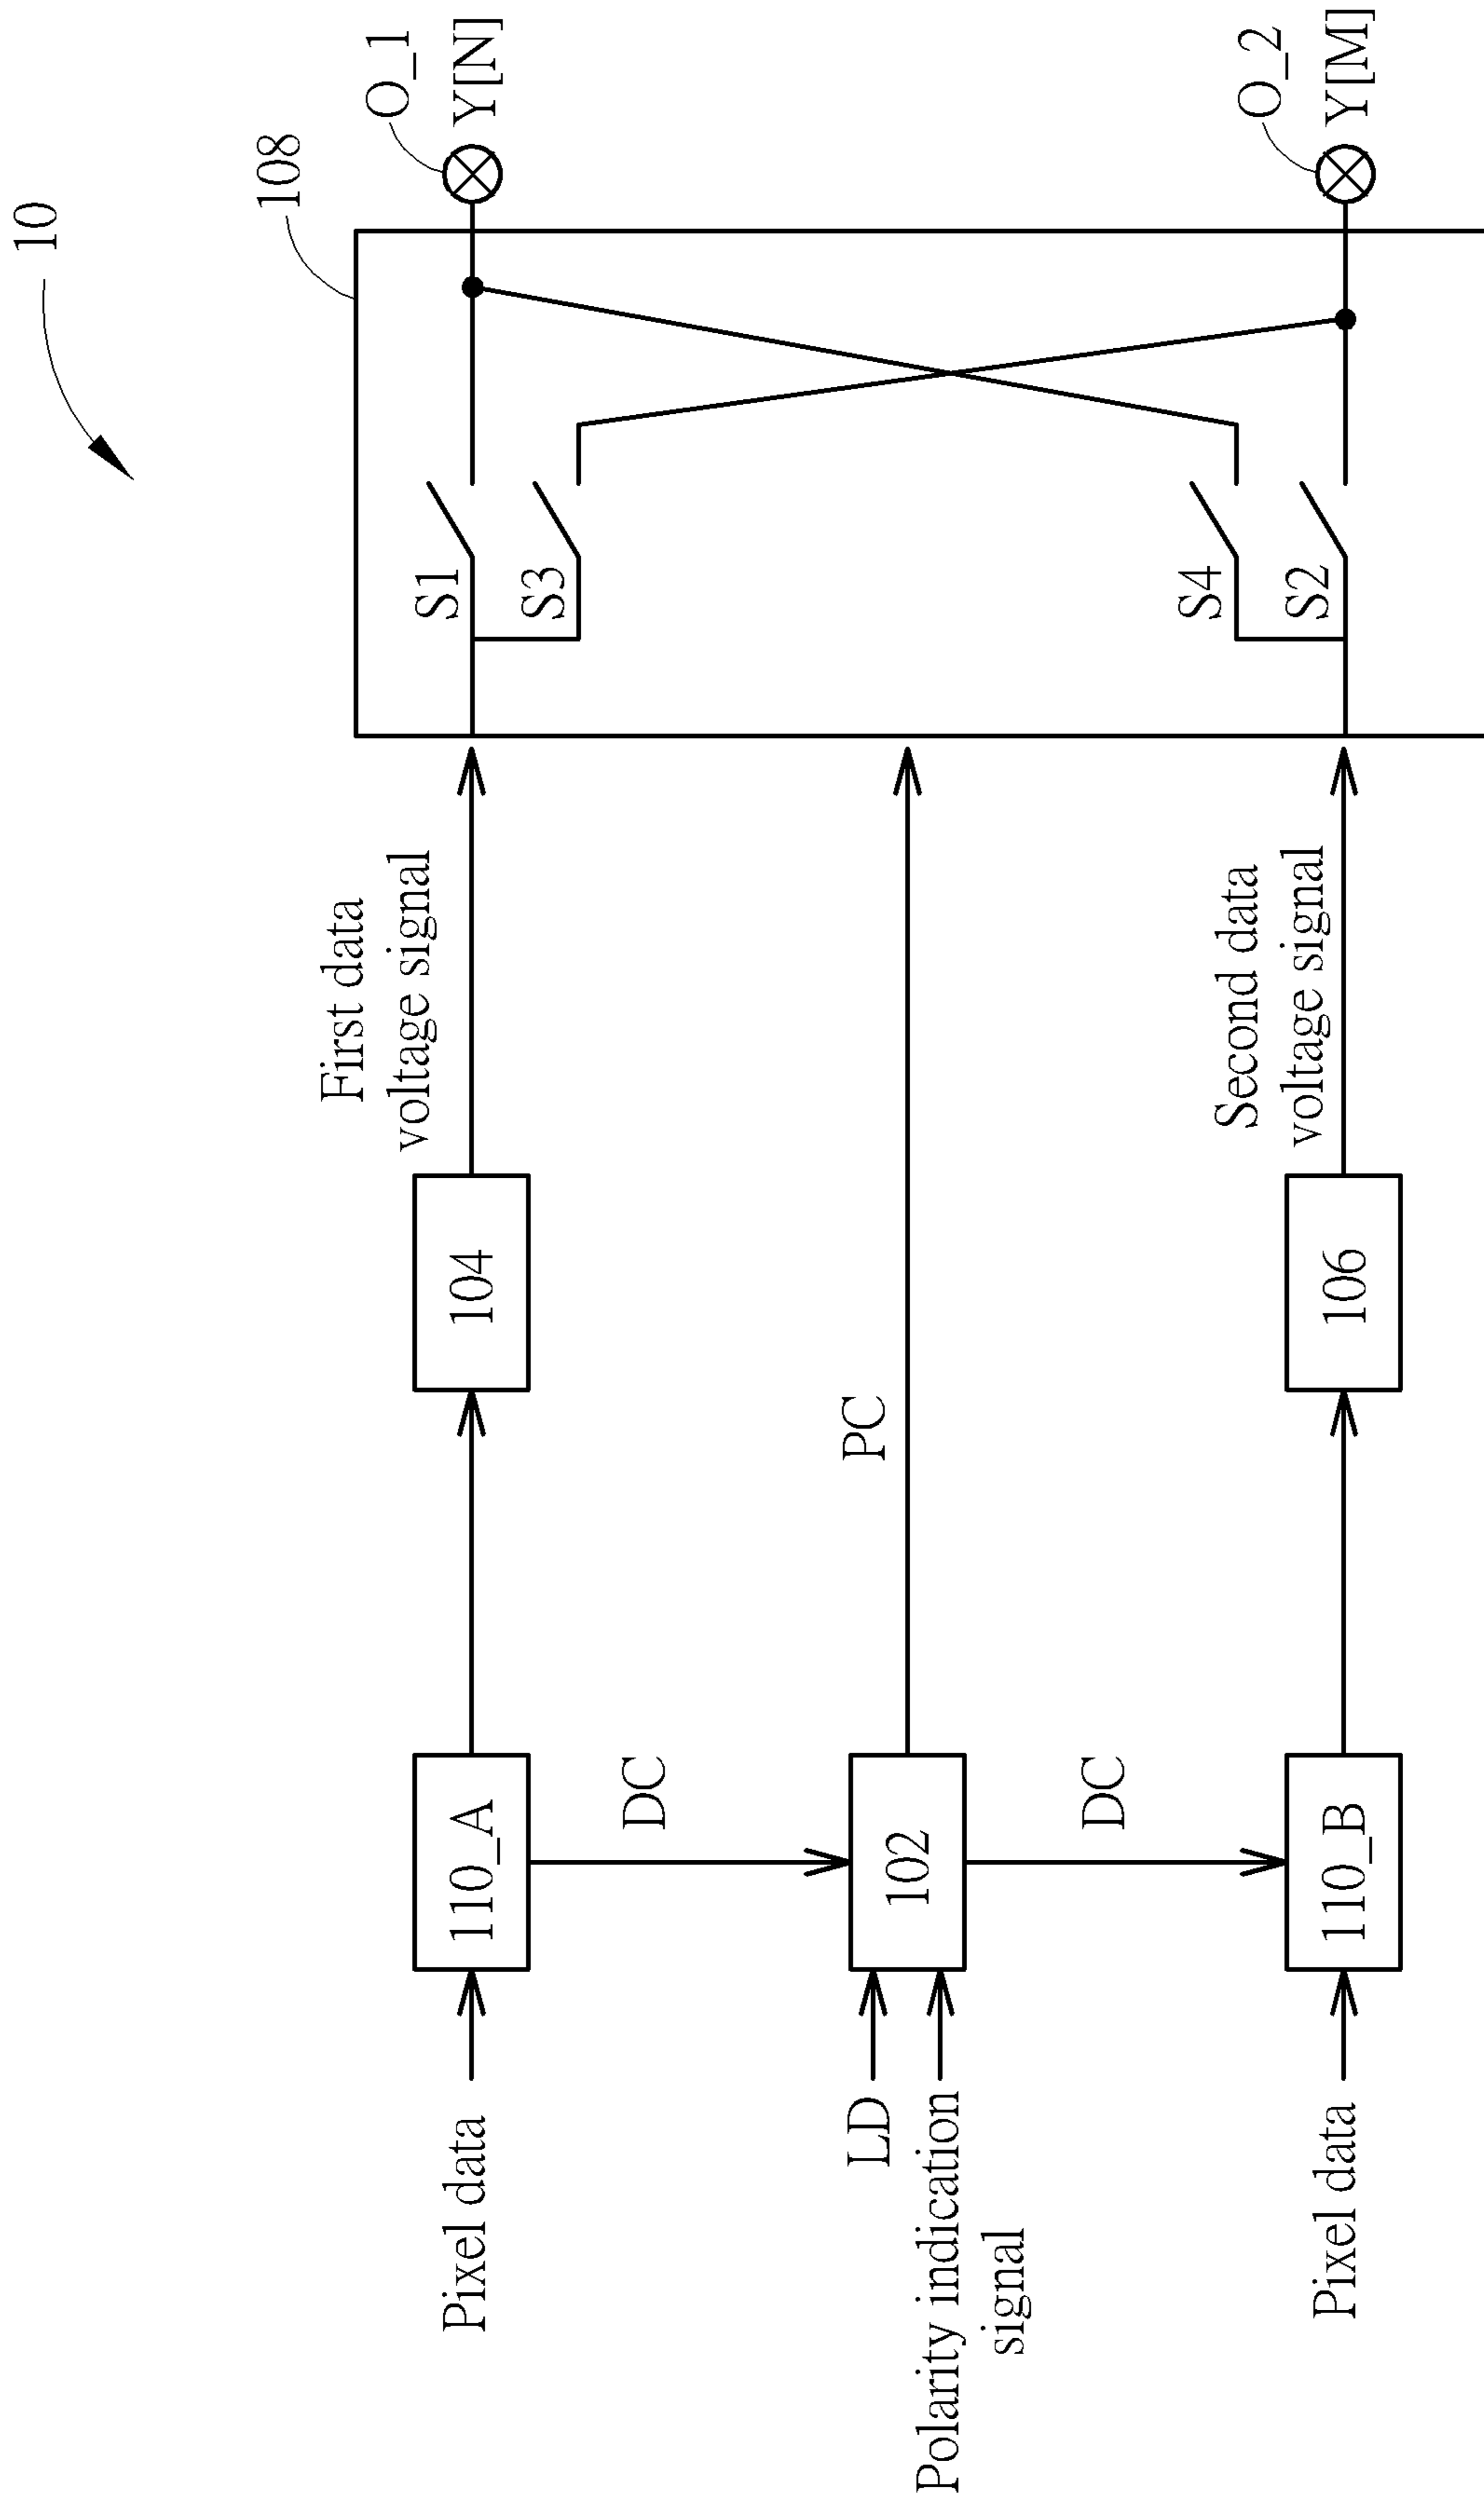 10
108
O_1
Y[N]
S1
S3
First data
voltage signal
104
110_A
Pixel data
DC
PC
102
LD
Polarity indication
signal
DC
O_2
Y[M]
S4
S2
Second data
voltage signal
106
110_B
Pixel data